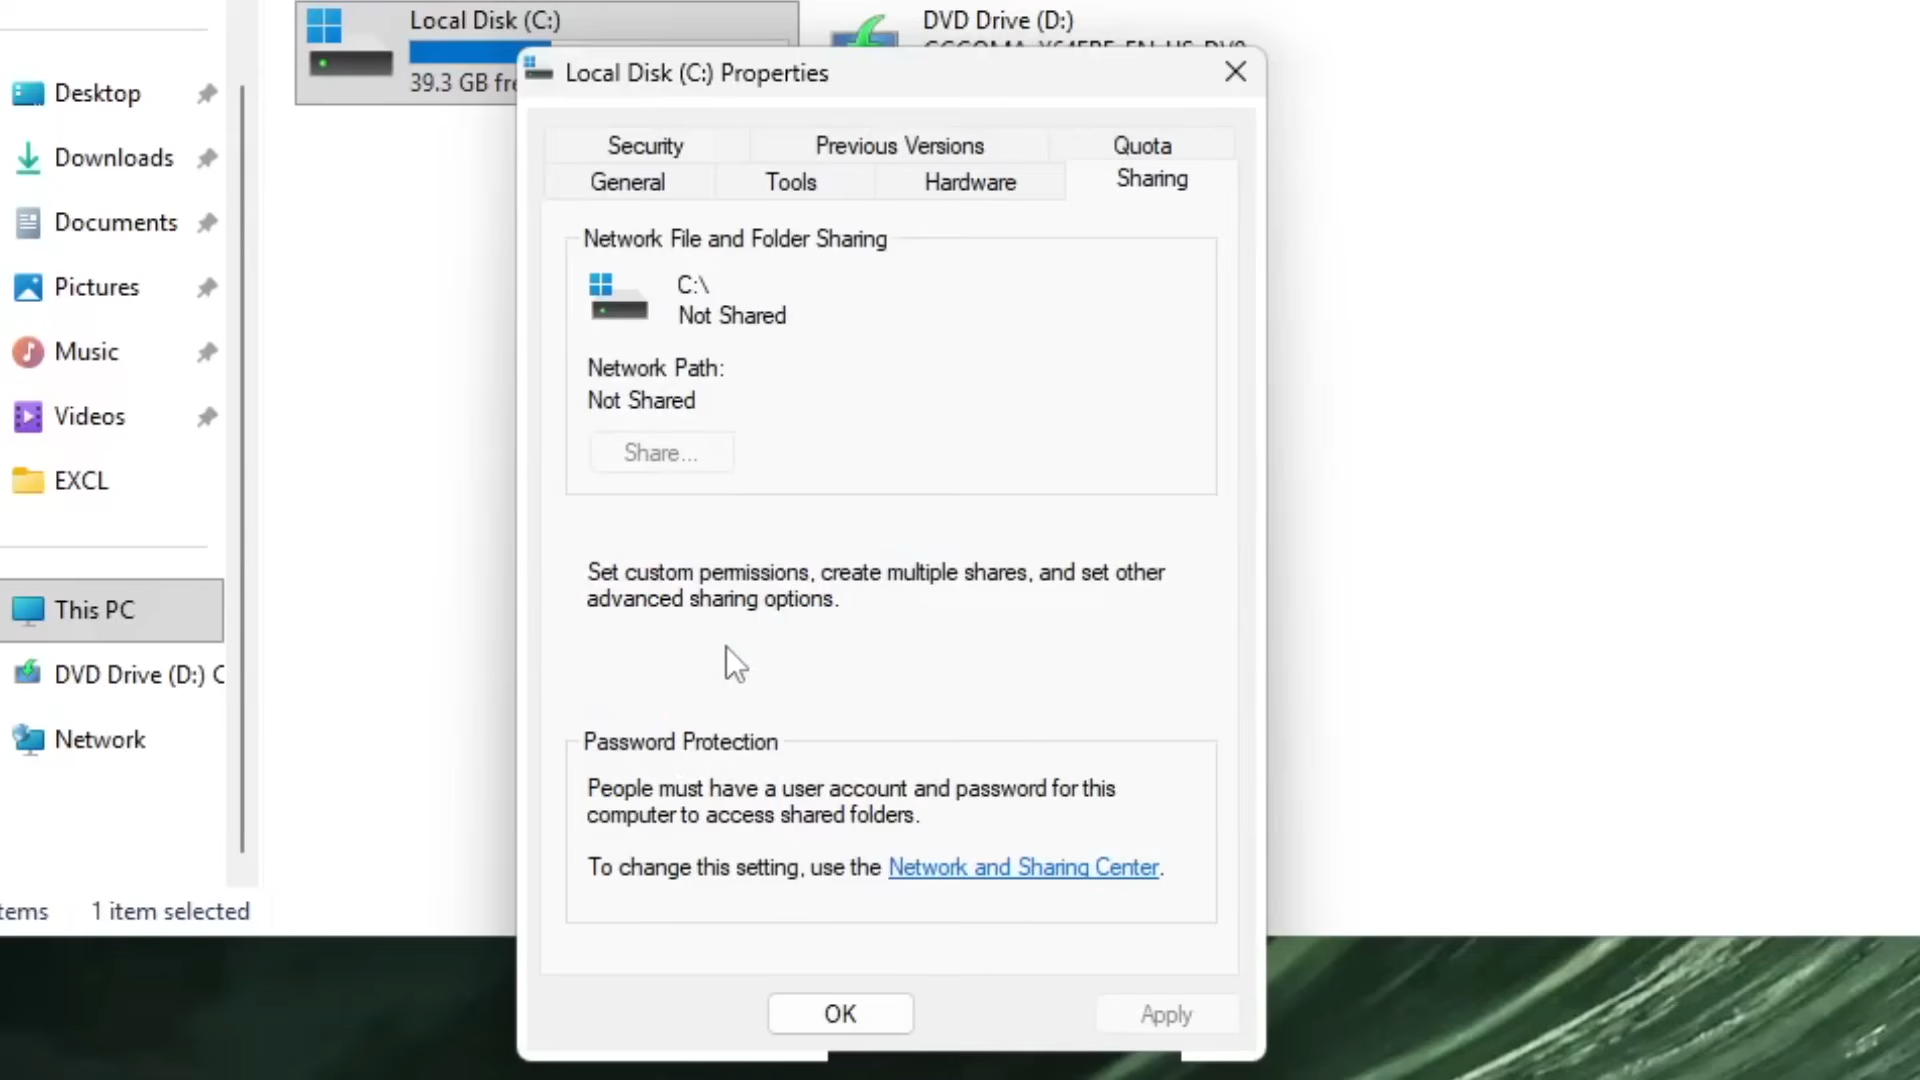 Local Disk (C:)
39.3 GB fre
DVD Drive (D:)
Desktop
Downloads
Documents
Pictures
Music
Videos
EXCL
This PC
DVD Drive (D:) C
Network
tems
1 item selected
Local Disk (C:) Properties
Security
Previous Versions
Quota
General
Tools
Hardware
Sharing
Network File and Folder Sharing
C:\
Not Shared
Network Path:
Not Shared
Share...
Set custom permissions, create multiple shares, and set other
advanced sharing options.
Password Protection
People must have a user account and password for this
computer to access shared folders.
To change this setting, use the Network and Sharing Center.
OK
Apply